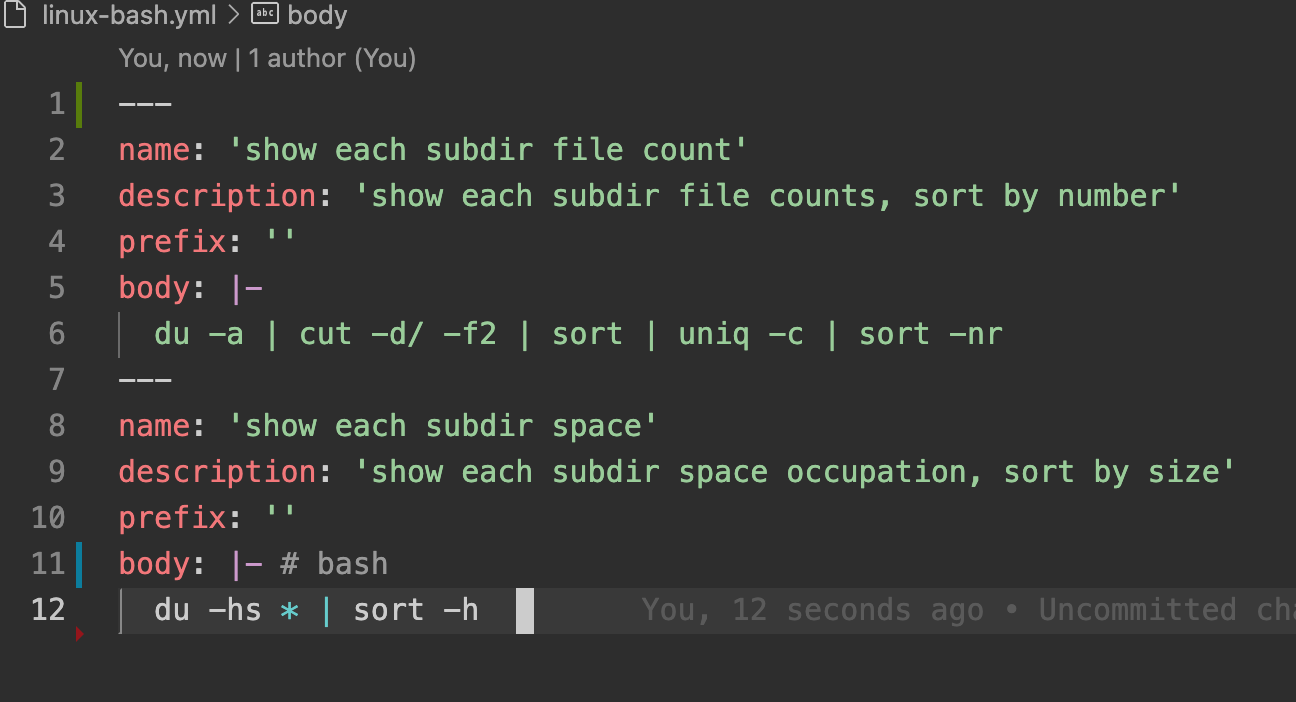 linux-bash.yml > abc body
You, now | 1 author (You)
1 ---
2 name: 'show each subdir file count'
3 description: 'show each subdir file counts, sort by number'
4 prefix: ''
5 body: |-
6 du -a | cut -d/ -f2 | sort | uniq -c | sort -nr
7 ---
8 name: 'show each subdir space'
9 description: 'show each subdir space occupation, sort by size'
10 prefix: ''
11 body: |- # bash
12 du -hs * | sort -h You, 12 seconds ago • Uncommitted